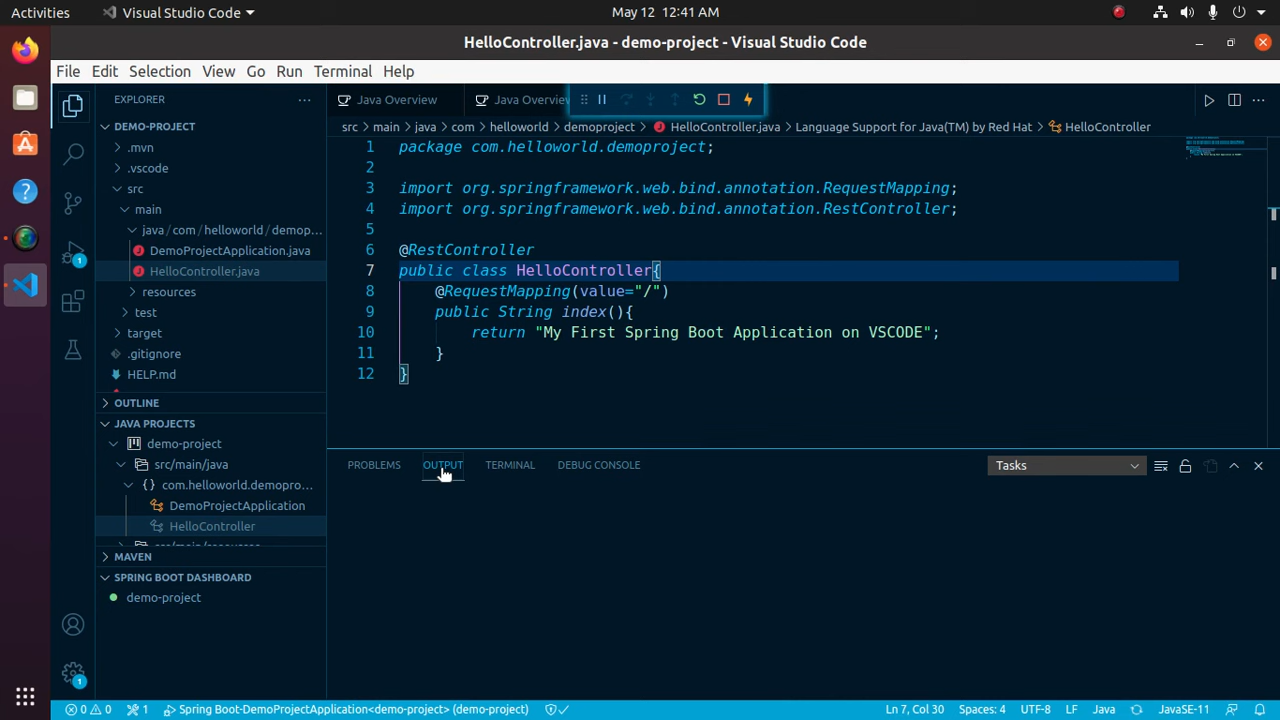 Activities Visual Studio Code May 12 12:41 AM
HelloController.java - demo-project - Visual Studio Code
File Edit Selection View Go Run Terminal Help
EXPLORER
DEMO-PROJECT
.mvn
.vscode
src
main
java / com / helloworld / demop...
DemoProjectApplication.java
HelloController.java
resources
test
target
.gitignore
HELP.md
OUTLINE
JAVA PROJECTS
demo-project
src/main/java
com.helloworld.demopro...
DemoProjectApplication
HelloController
MAVEN
SPRING BOOT DASHBOARD
demo-project
Java Overview Java Overview
src > main > java > com > helloworld > demoproject > HelloController.java > Language Support for Java(TM) by Red Hat > HelloController
1 package com.helloworld.demoproject;
2
3 import org.springframework.web.bind.annotation.RequestMapping;
4 import org.springframework.web.bind.annotation.RestController;
5
6 @RestController
7 public class HelloController{
8 @RequestMapping(value="/")
9 public String index(){
10 return "My First Spring Boot Application on VSCODE";
11 }
12 }
PROBLEMS OUTPUT TERMINAL DEBUG CONSOLE Tasks
1
1
0 0 1 Spring Boot-DemoProjectApplication<demo-project> (demo-project) Ln 7, Col 30 Spaces: 4 UTF-8 LF Java JavaSE-11